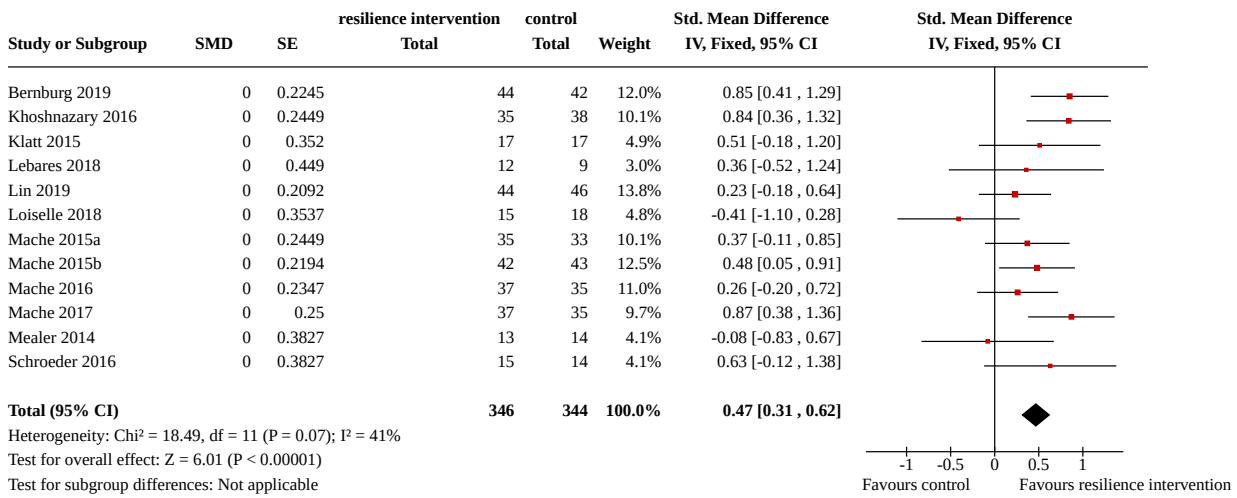 resilience intervention control Std. Mean Difference Std. Mean Difference
Study or Subgroup SMD SE Total Total Weight IV, Fixed, 95% CI IV, Fixed, 95% CI
Bernburg 2019 0 0.2245 44 42 12.0% 0.85 [0.41 , 1.29]
Khoshnazary 2016 0 0.2449 35 38 10.1% 0.84 [0.36 , 1.32]
Klatt 2015 0 0.352 17 17 4.9% 0.51 [-0.18 , 1.20]
Lebares 2018 0 0.449 12 9 3.0% 0.36 [-0.52 , 1.24]
Lin 2019 0 0.2092 44 46 13.8% 0.23 [-0.18 , 0.64]
Loiselle 2018 0 0.3537 15 18 4.8% -0.41 [-1.10 , 0.28]
Mache 2015a 0 0.2449 35 33 10.1% 0.37 [-0.11 , 0.85]
Mache 2015b 0 0.2194 42 43 12.5% 0.48 [0.05 , 0.91]
Mache 2016 0 0.2347 37 35 11.0% 0.26 [-0.20 , 0.72]
Mache 2017 0 0.25 37 35 9.7% 0.87 [0.38 , 1.36]
Mealer 2014 0 0.3827 13 14 4.1% -0.08 [-0.83 , 0.67]
Schroeder 2016 0 0.3827 15 14 4.1% 0.63 [-0.12 , 1.38]
Total (95% CI) 346 344 100.0% 0.47 [0.31 , 0.62]
Heterogeneity: Chi² = 18.49, df = 11 (P = 0.07); I² = 41%
Test for overall effect: Z = 6.01 (P < 0.00001)
-1 -0.5 0 0.5 1
Test for subgroup differences: Not applicable
Favours control Favours resilience intervention